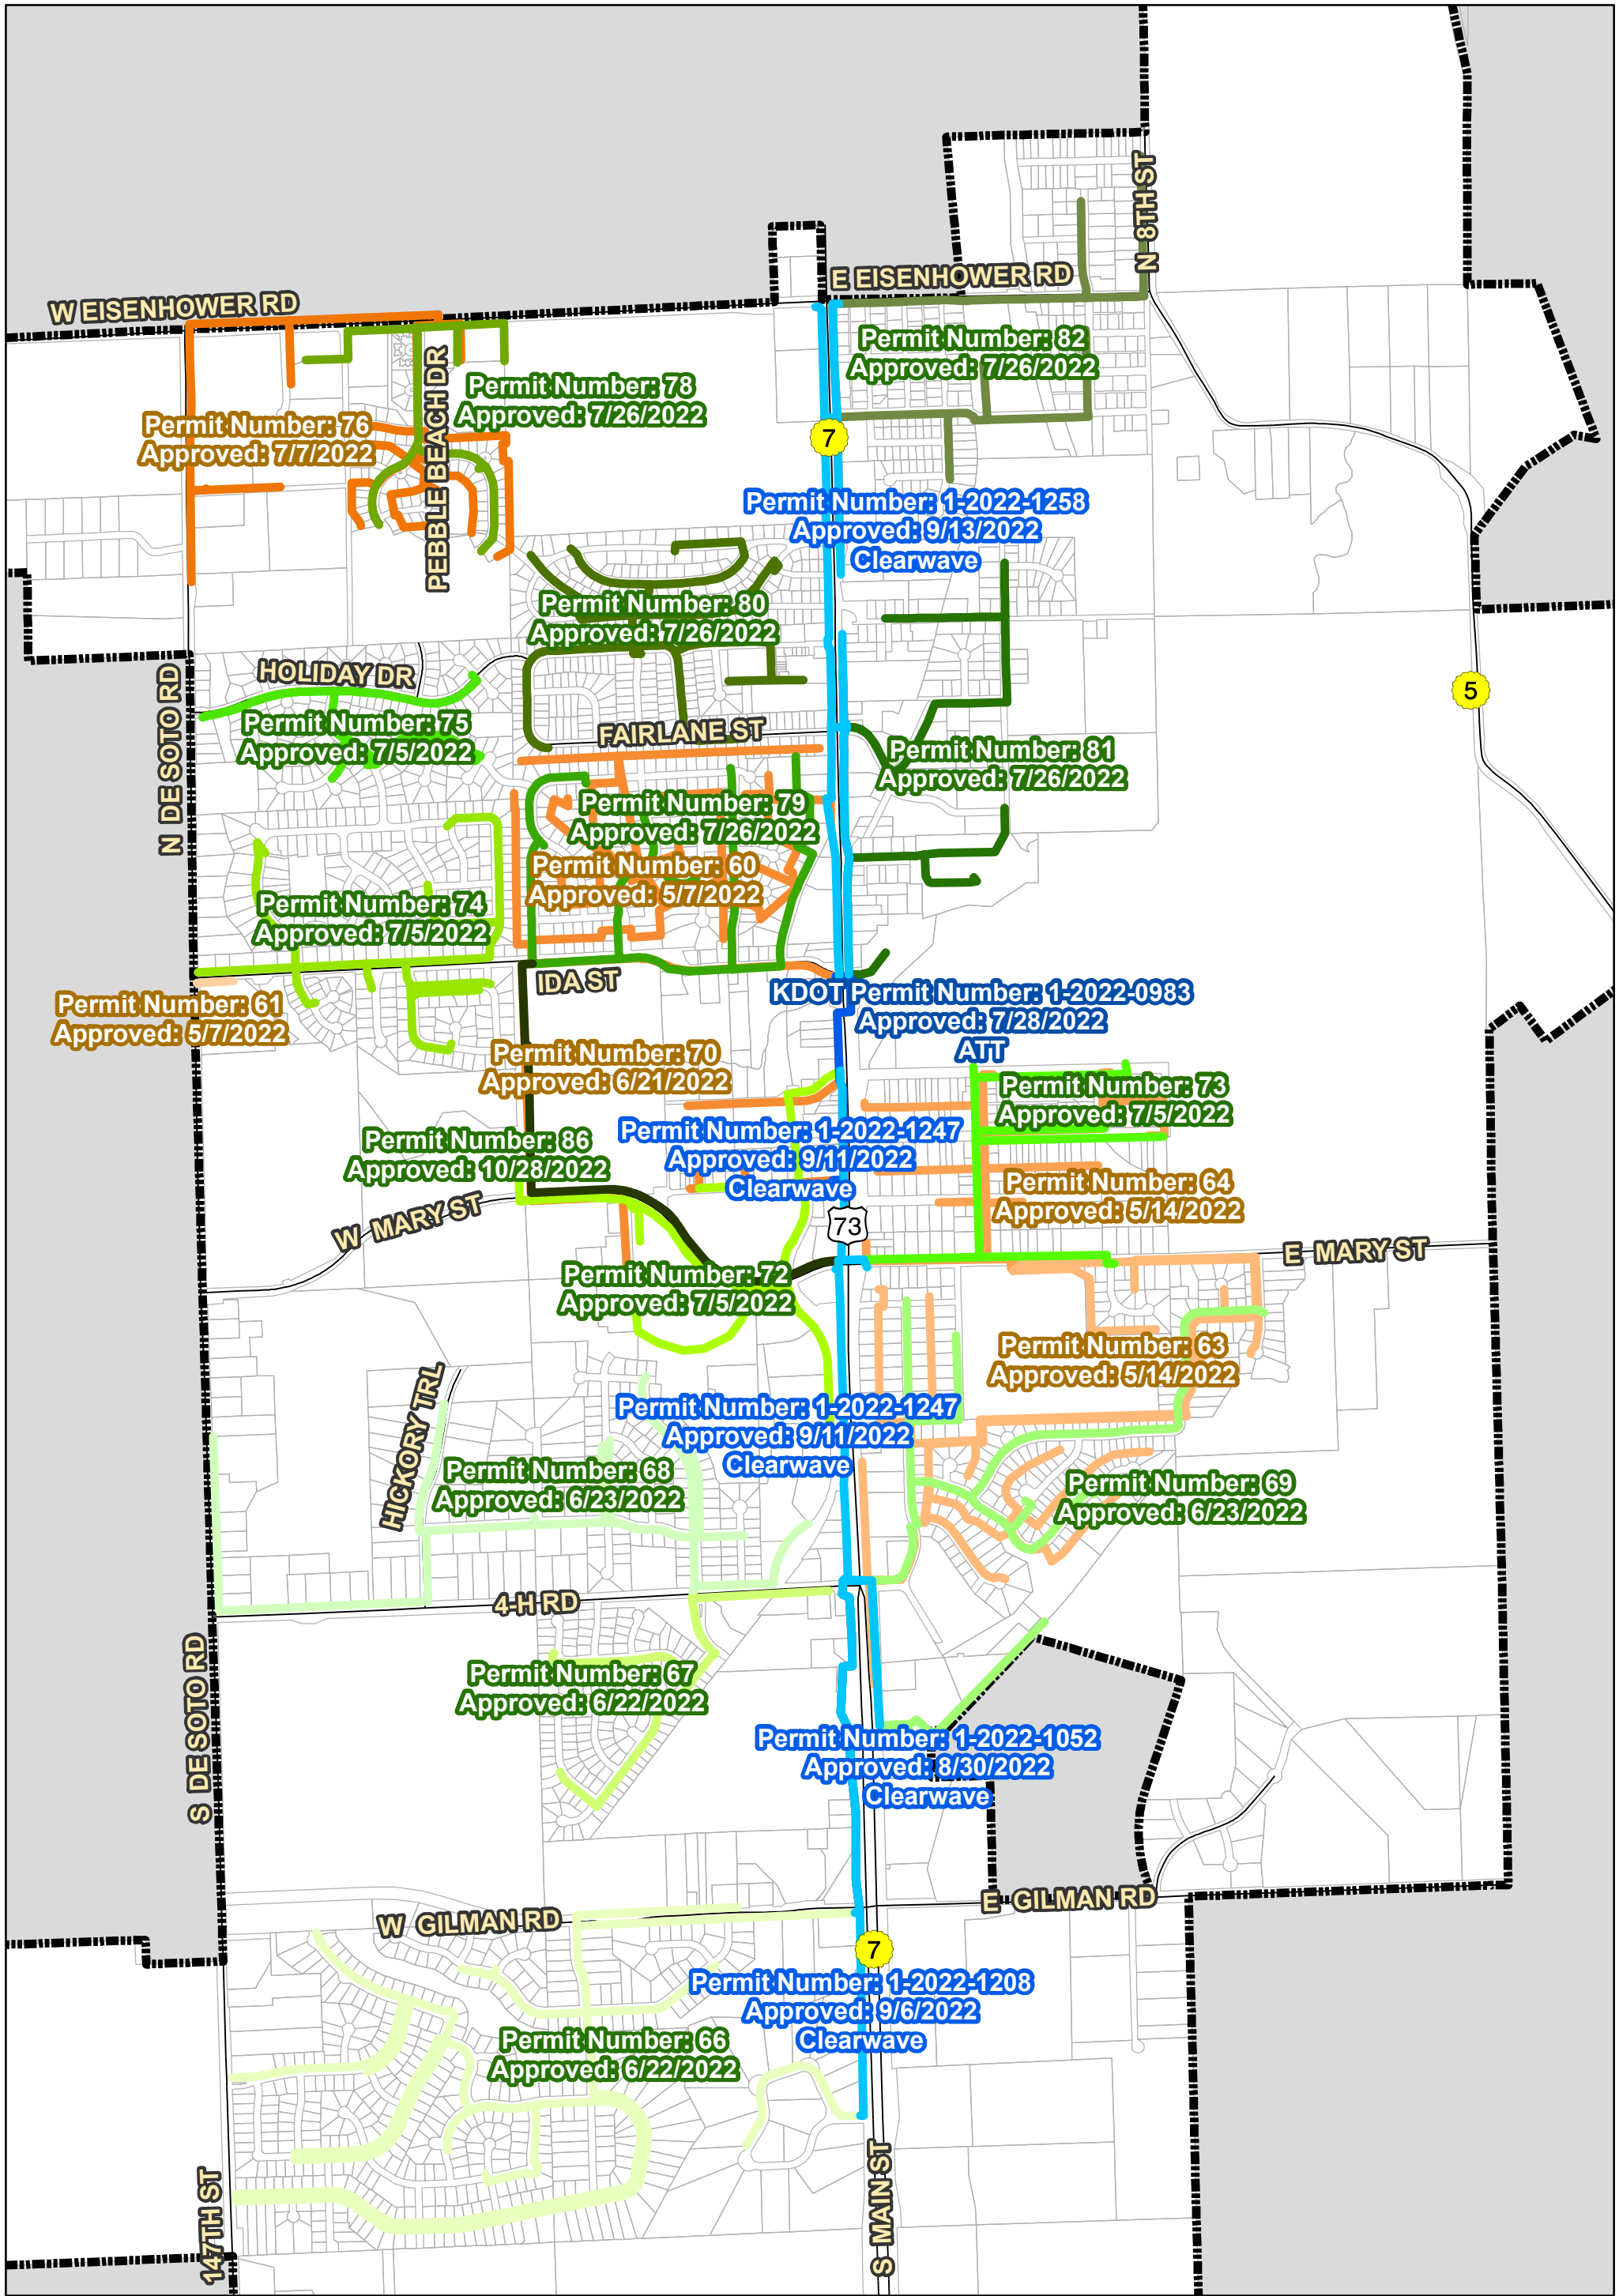 N 8TH ST
E EISENHOWER RD
W EISENHOWER RD
Permit Number: 82
Approved: 7/26/2022
PEBBLE BEACH DR
Permit Number: 78
Approved: 7/26/2022
Permit Number: 76
Approved: 7/7/2022
7
Permit Number: 1-2022-1258
Approved: 9/13/2022
Clearwave
Permit Number: 80
Approved: 7/26/2022
HOLIDAY DR
N DESOTO RD
5
Permit Number: 75
Approved: 7/5/2022
FAIRLANE ST
Permit Number: 81
Approved: 7/26/2022
Permit Number: 79
Approved: 7/26/2022
Permit Number: 60
Approved: 5/7/2022
Permit Number: 74
Approved: 7/5/2022
IDA ST
Permit Number: 61
Approved: 5/7/2022
KDOT Permit Number: 1-2022-0983
Approved: 7/28/2022
ATT
Permit Number: 70
Approved: 6/21/2022
Permit Number: 73
Approved: 7/5/2022
Permit Number: 1-2022-1247
Approved: 9/11/2022
Clearwave
Permit Number: 86
Approved: 10/28/2022
Permit Number: 64
Approved: 5/14/2022
W MARY ST
73
E MARY ST
Permit Number: 72
Approved: 7/5/2022
Permit Number: 63
Approved: 5/14/2022
HICKORY TRL
Permit Number: 1-2022-1247
Approved: 9/11/2022
Clearwave
Permit Number: 68
Approved: 6/23/2022
Permit Number: 69
Approved: 6/23/2022
4-H RD
S DESOTO RD
Permit Number: 67
Approved: 6/22/2022
Permit Number: 1-2022-1052
Approved: 8/30/2022
Clearwave
E GILMAN RD
W GILMAN RD
7
Permit Number: 1-2022-1208
Approved: 9/6/2022
Clearwave
Permit Number: 66
Approved: 6/22/2022
147TH ST
S MAIN ST